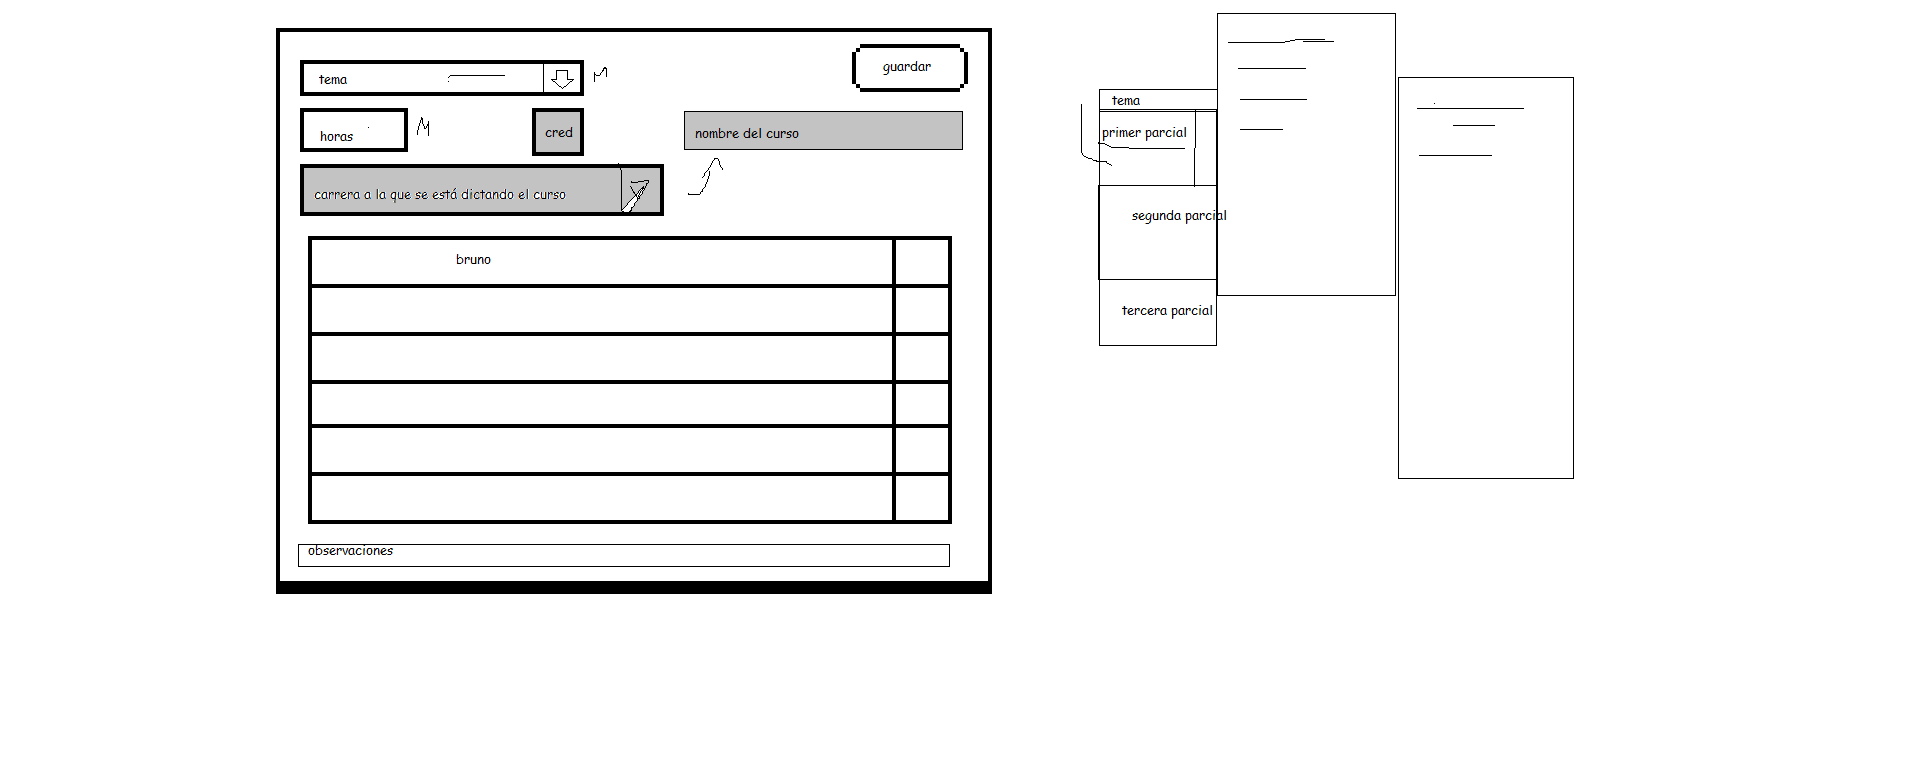 guardar
tema
M
horas
M
cred
nombre del curso
carrera a la que se está dictando el curso
bruno
observaciones
tema
primer parcial
segunda parcial
tercera parcial